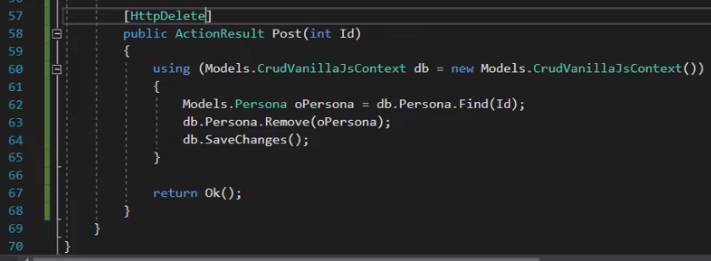 57 [HttpDelete]
58 public ActionResult Post(int Id)
59 {
60 using (Models.CrudVanillaJsContext db = new Models.CrudVanillaJsContext())
61 {
62 Models.Persona oPersona = db.Persona.Find(Id);
63 db.Persona.Remove(oPersona);
64 db.SaveChanges();
65 }
66
67 return Ok();
68 }
69 }
70 }